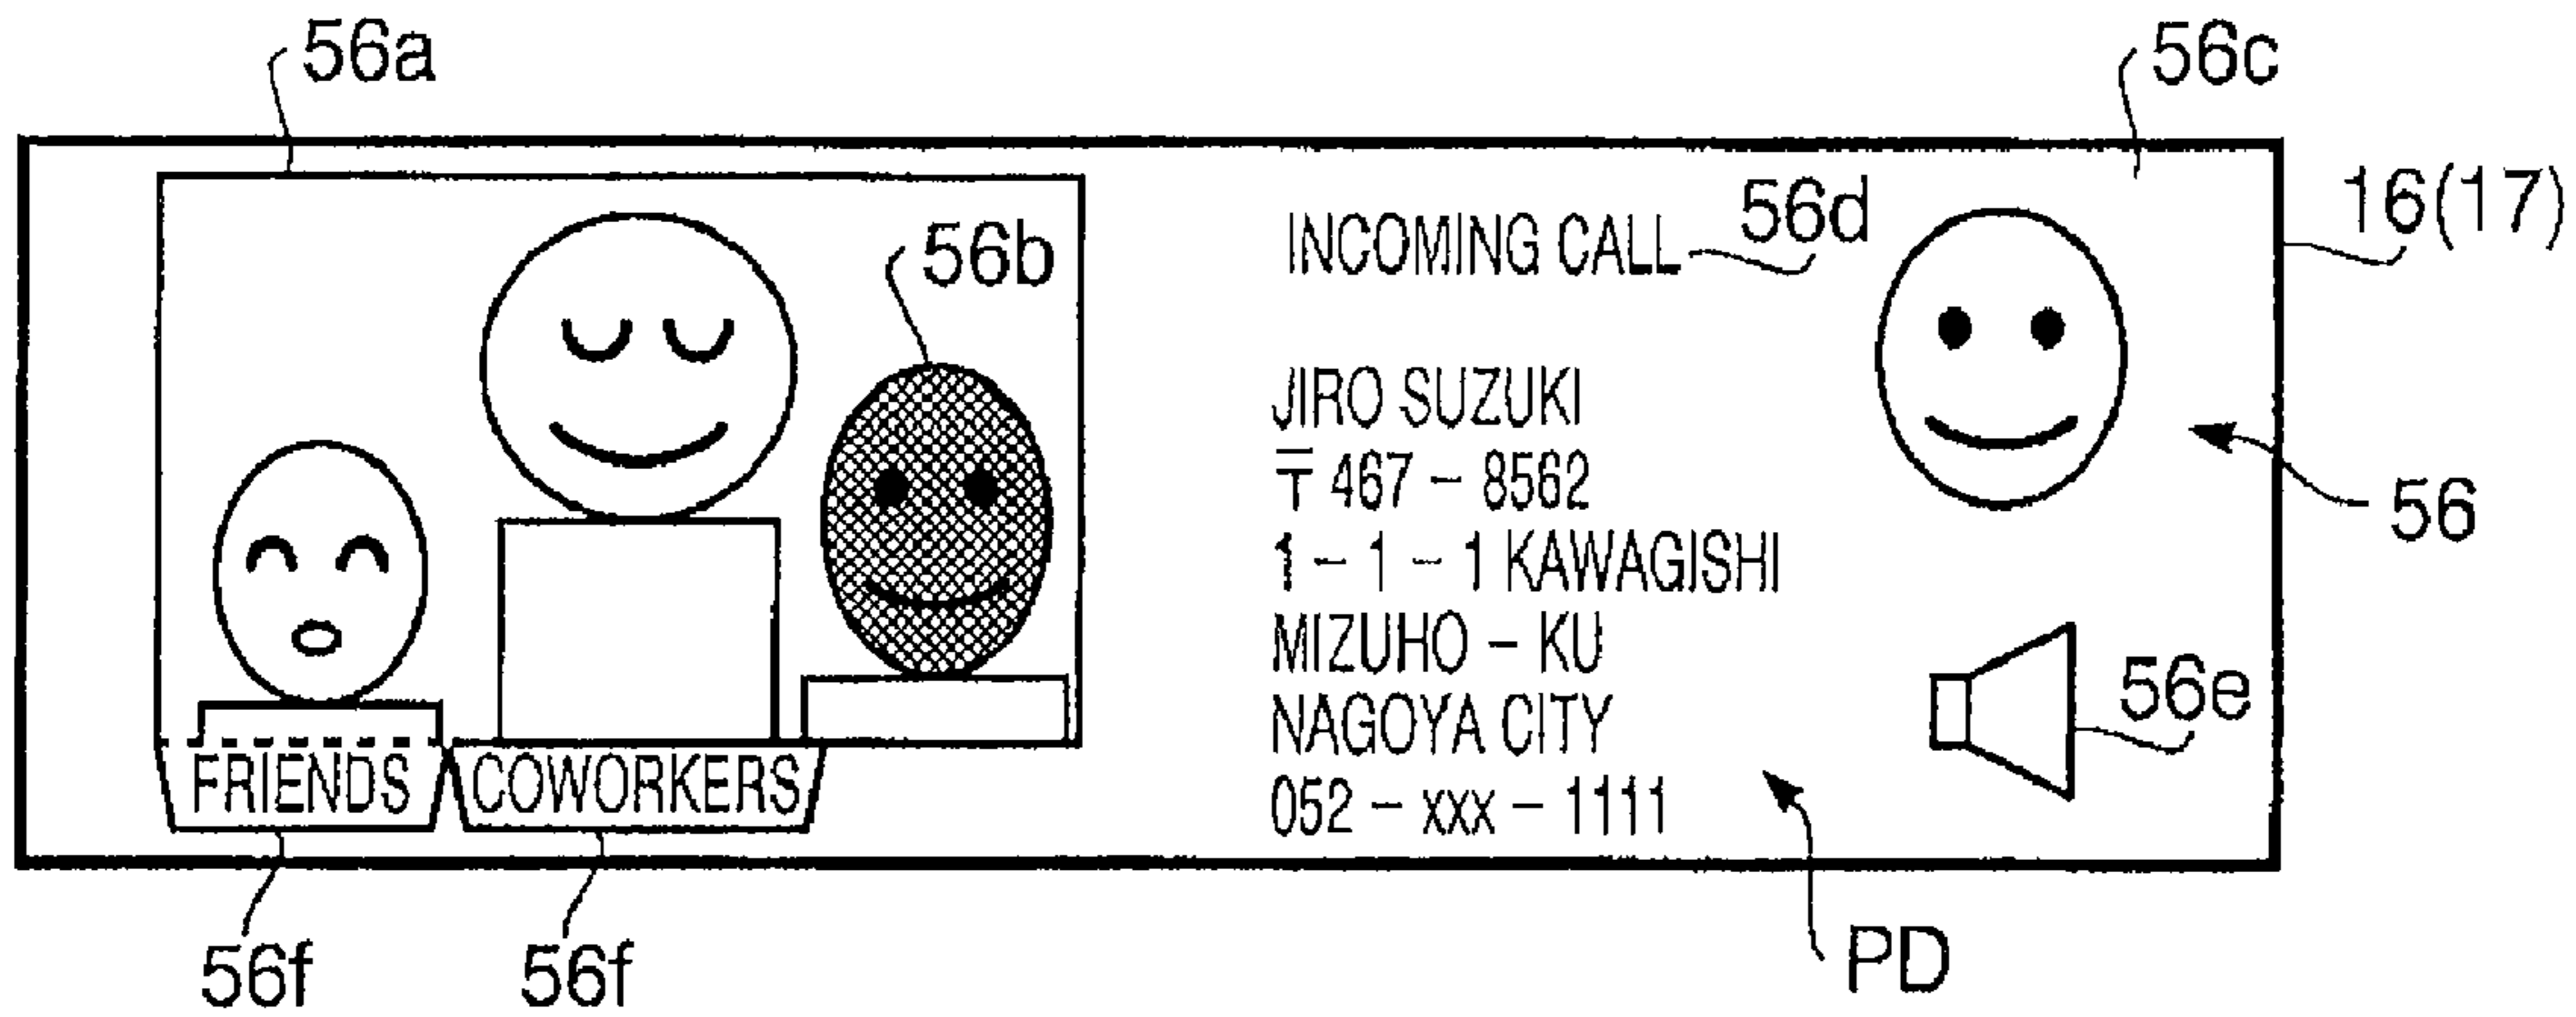 56a
56c
16(17)
56b
INCOMING CALL
56d
JIRO SUZUKI
〒 467 - 8562
1 - 1 - 1 KAWAGISHI
MIZUHO - KU
NAGOYA CITY
052 - xxx - 1111
56
56e
FRIENDS
COWORKERS
56f
56f
PD